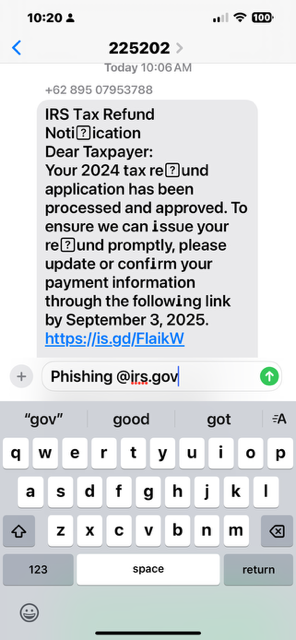 10:20
100
225202 >
Today 10:06 AM
+62 895 07953788
IRS Tax Refund
Noti⍰ication
Dear Taxpayer:
Your 2024 tax re⍰und
application has been
processed and approved. To
ensure we can issue your
re⍰und promptly, please
update or confirm your
payment information
through the following link
by September 3, 2025.
https://is.gd/FlaikW
Phishing @irs.gov
“gov” good got A
q w e r t y u i o p
a s d f g h j k l
z x c v b n m
123 space return